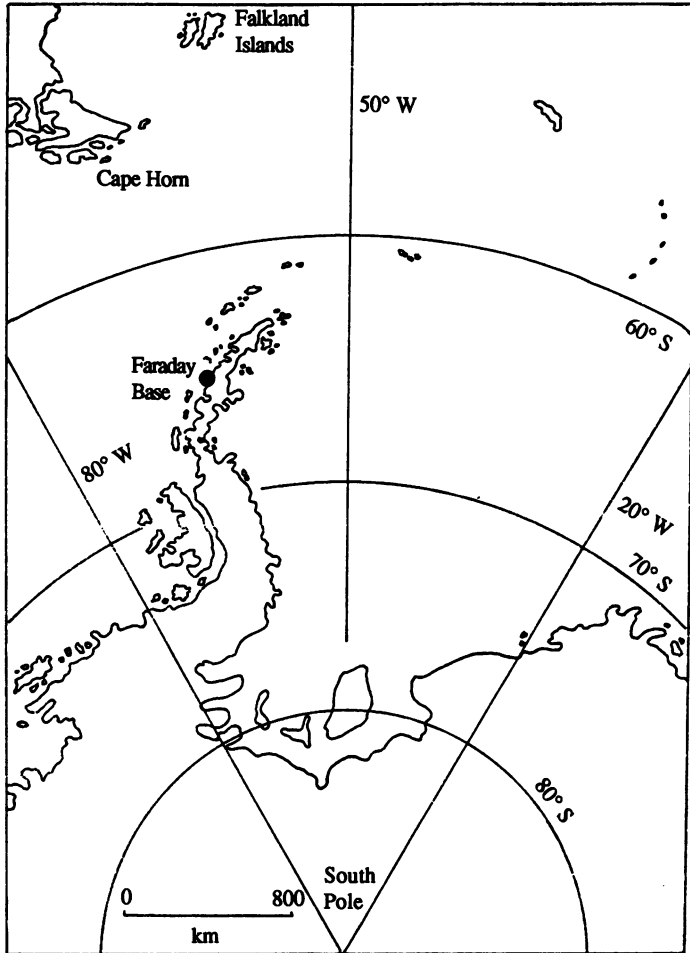 Falkland
Islands
50° W
Cape Horn
60° S
Faraday
Base
80° W
20° W
70° S
80° S
South
Pole
0 800
km